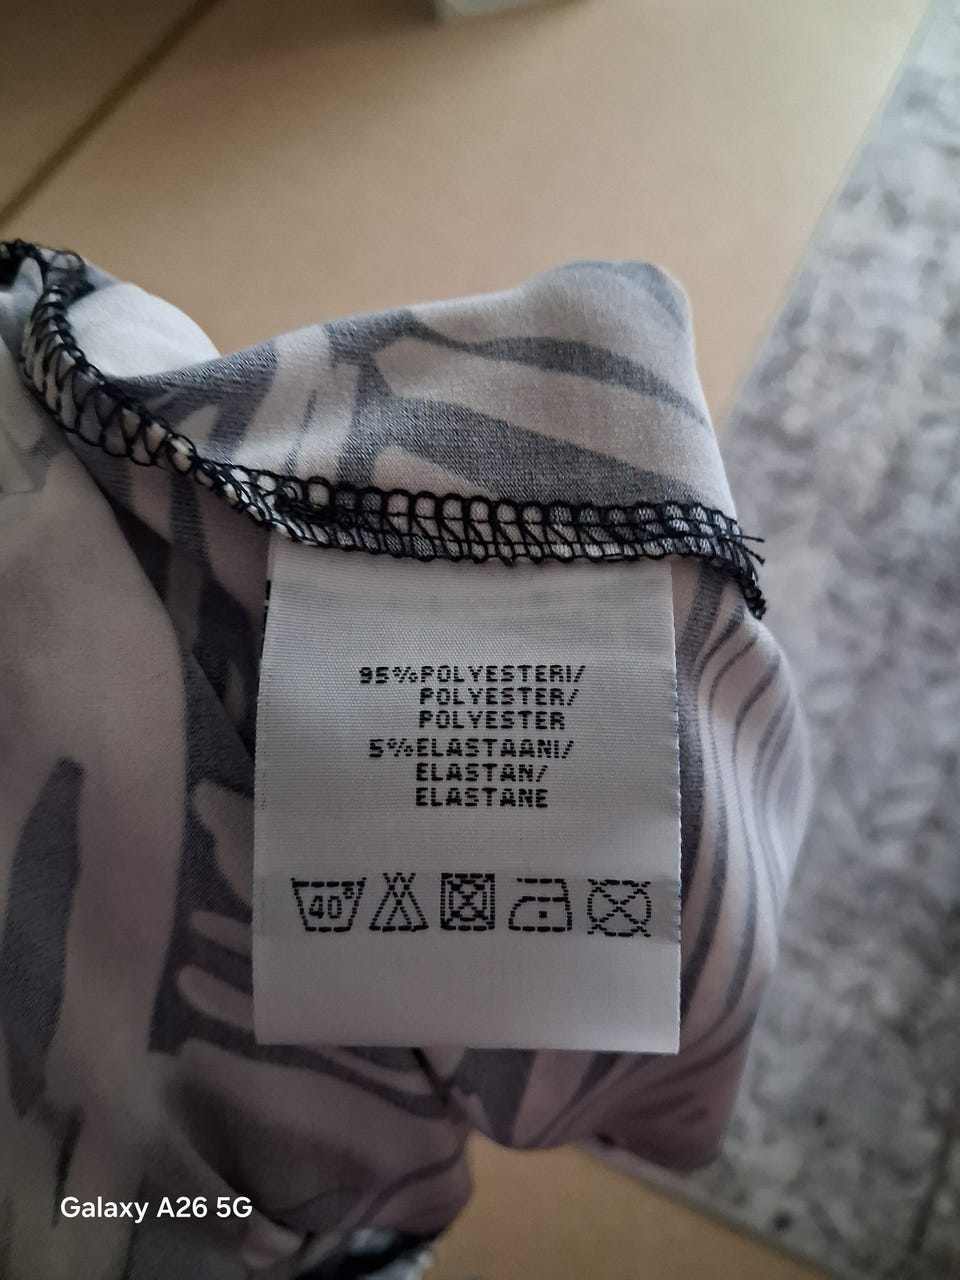 95%POLYESTERI/
POLYESTER/
POLYESTER
5%ELASTAANI/
ELASTAN/
ELASTANE
40°
Galaxy A26 5G